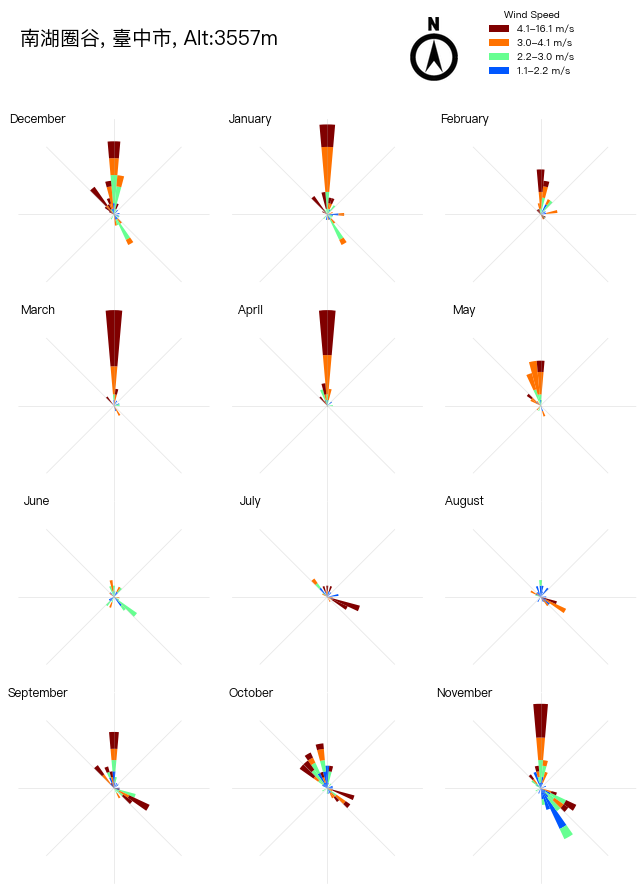 南湖圈谷, 臺中市, Alt:3557m
N
Wind Speed
4.1–16.1 m/s
3.0–4.1 m/s
2.2–3.0 m/s
1.1–2.2 m/s
December
January
February
March
April
May
June
July
August
September
October
November